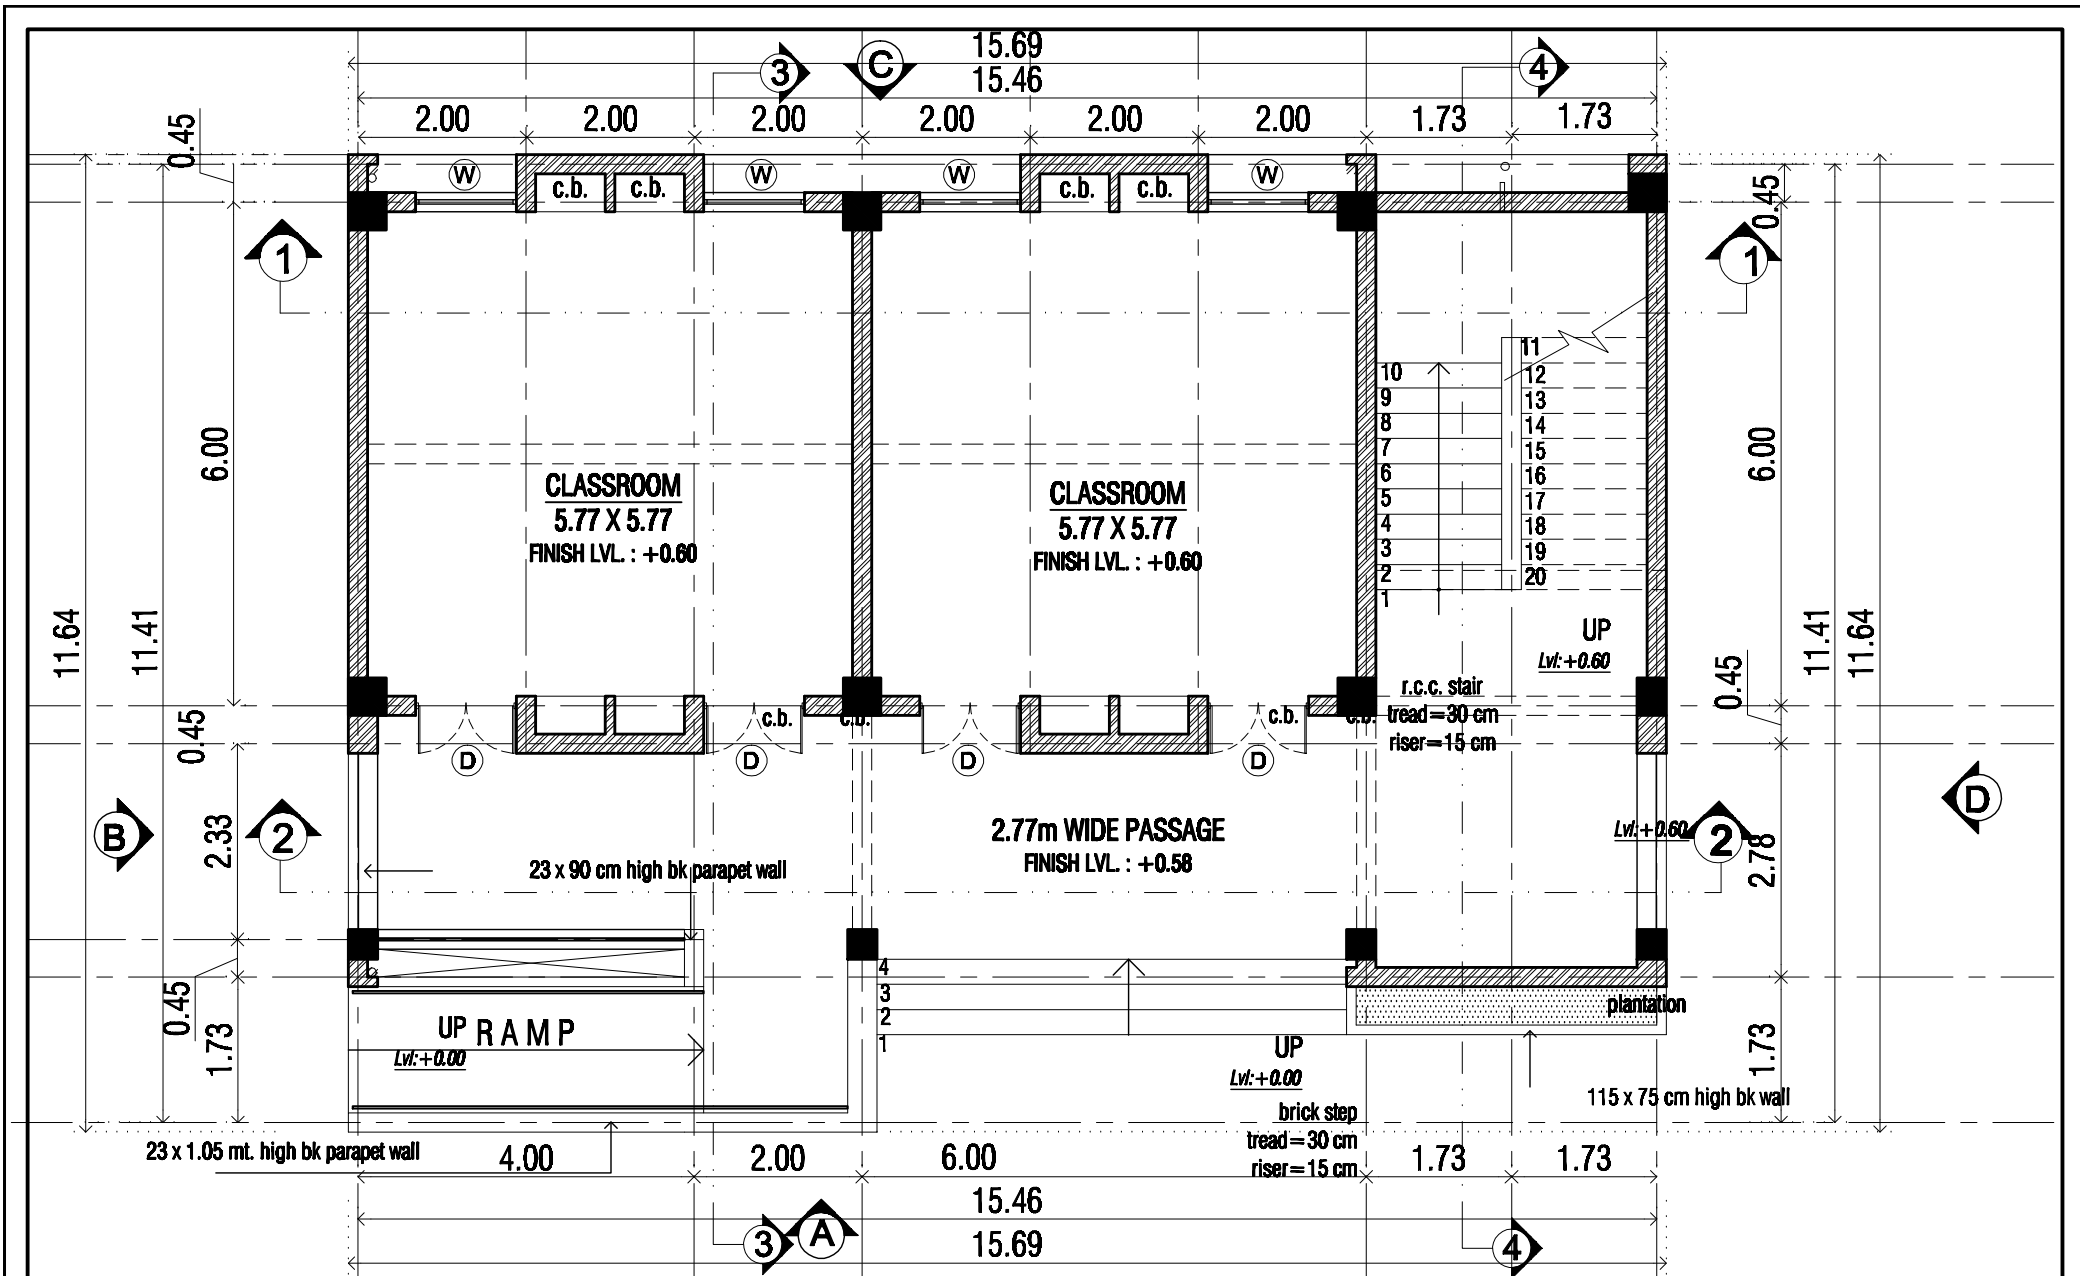 15.69
3 C 4
15.46
2.00 2.00 2.00 2.00 2.00 2.00 1.73 1.73
0.45
W c.b. c.b. W W c.b. c.b. W
0.45
1 1
11
10 12
9 13
8 14
7 15
6 16
5 17
4 18
3 19
2 20
1
6.00 6.00
CLASSROOM
5.77 X 5.77
FINISH LVL. : +0.60
CLASSROOM
5.77 X 5.77
FINISH LVL. : +0.60
UP
Lvl:+0.60
11.64 11.41 11.41 11.64
r.c.c. stair
tread=30 cm
riser=15 cm
0.45 0.45
c.b. c.b. c.b. c.b.
D D D D
B 2 2.33
2.77m WIDE PASSAGE
FINISH LVL. : +0.58
Lvl:+0.60
2 2.78 D
23 x 90 cm high bk parapet wall
4
3
2
1
plantation
0.45
1.73 1.73
UP RAMP
Lvl:+0.00
UP
Lvl:+0.00
115 x 75 cm high bk wall
brick step
tread=30 cm
riser=15 cm
23 x 1.05 mt. high bk parapet wall
4.00 2.00 6.00 1.73 1.73
15.46
3 A 4
15.69